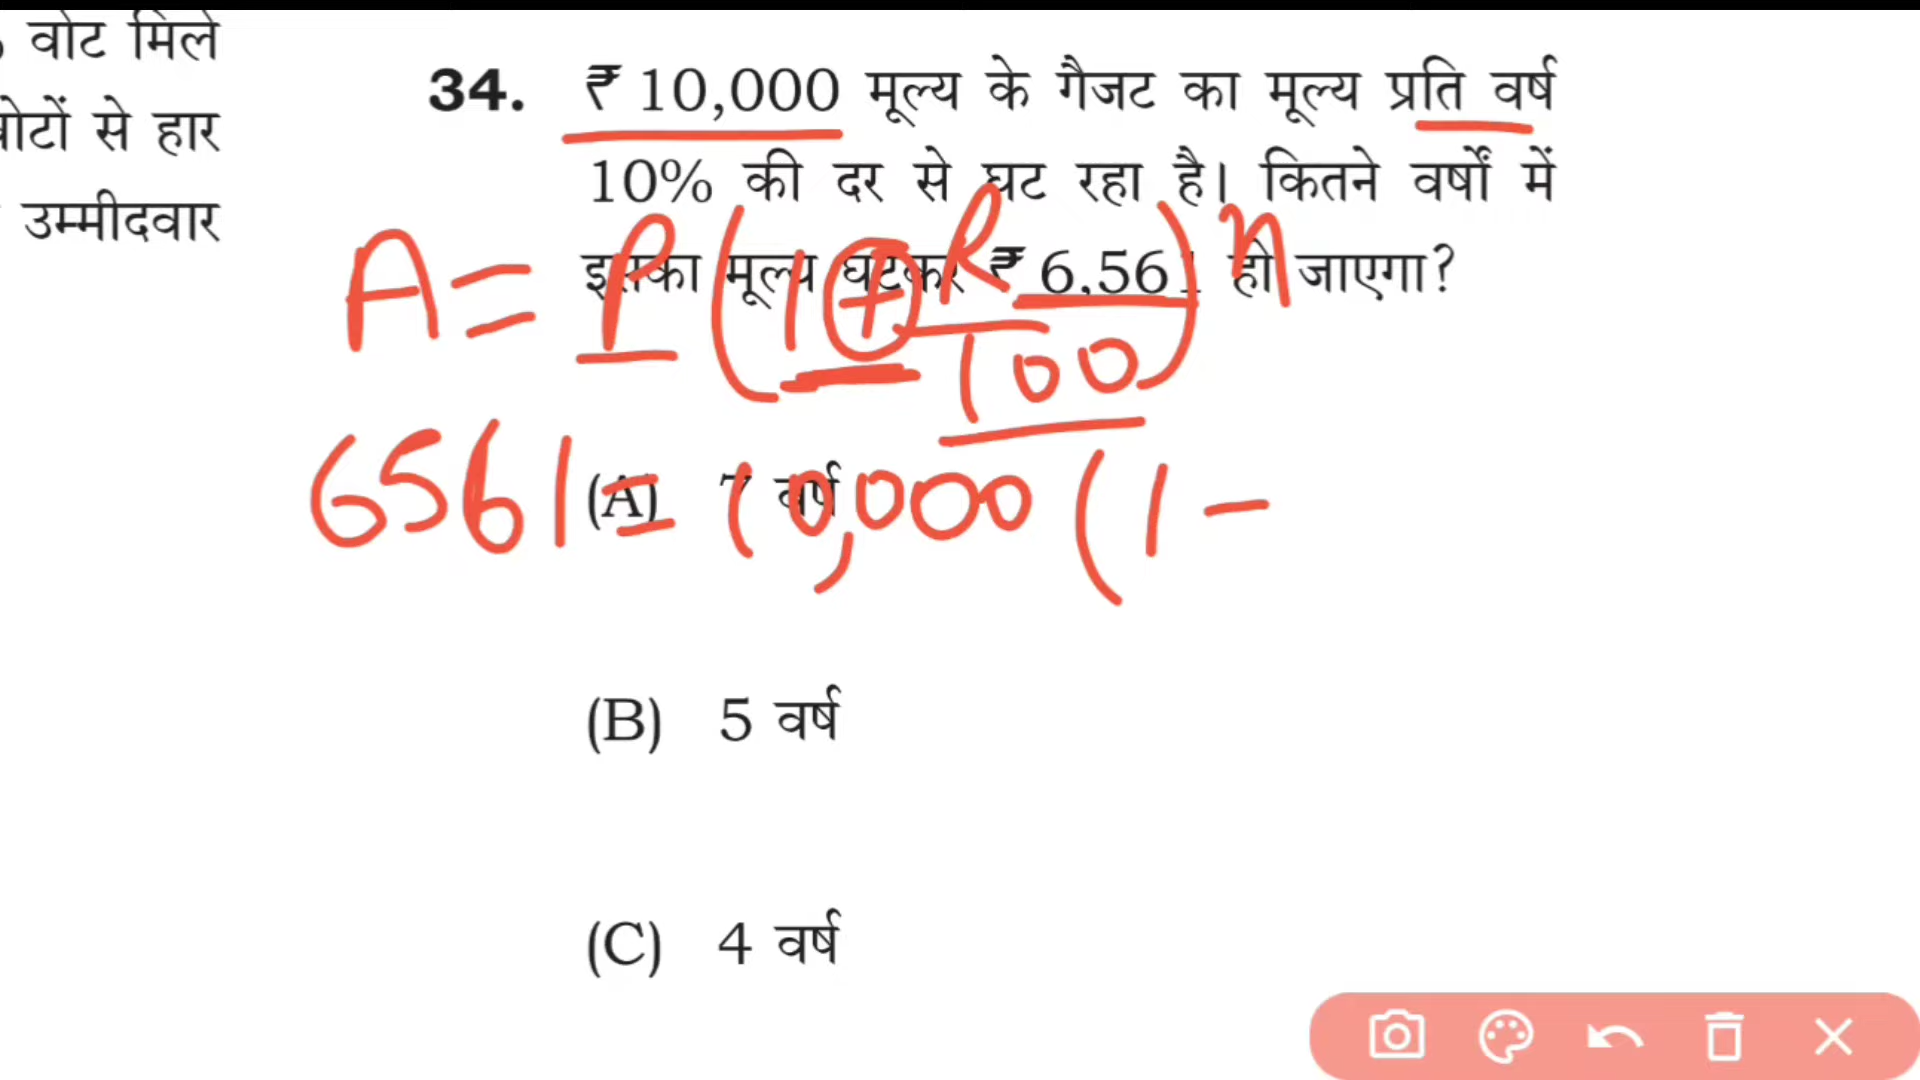 वोट मिले
से हार
उम्मीदवार
34. ₹ 10,000 मूल्य के गैजट का मूल्य प्रति वर्ष
10% की दर से घट रहा है। कितने वर्षों में
इसका मूल्य घटकर ₹ 6,561 हो जाएगा?
A = P (1 + R/100)^n
6561 = 10,000 (1 -
(A) 7 वर्ष
(B) 5 वर्ष
(C) 4 वर्ष